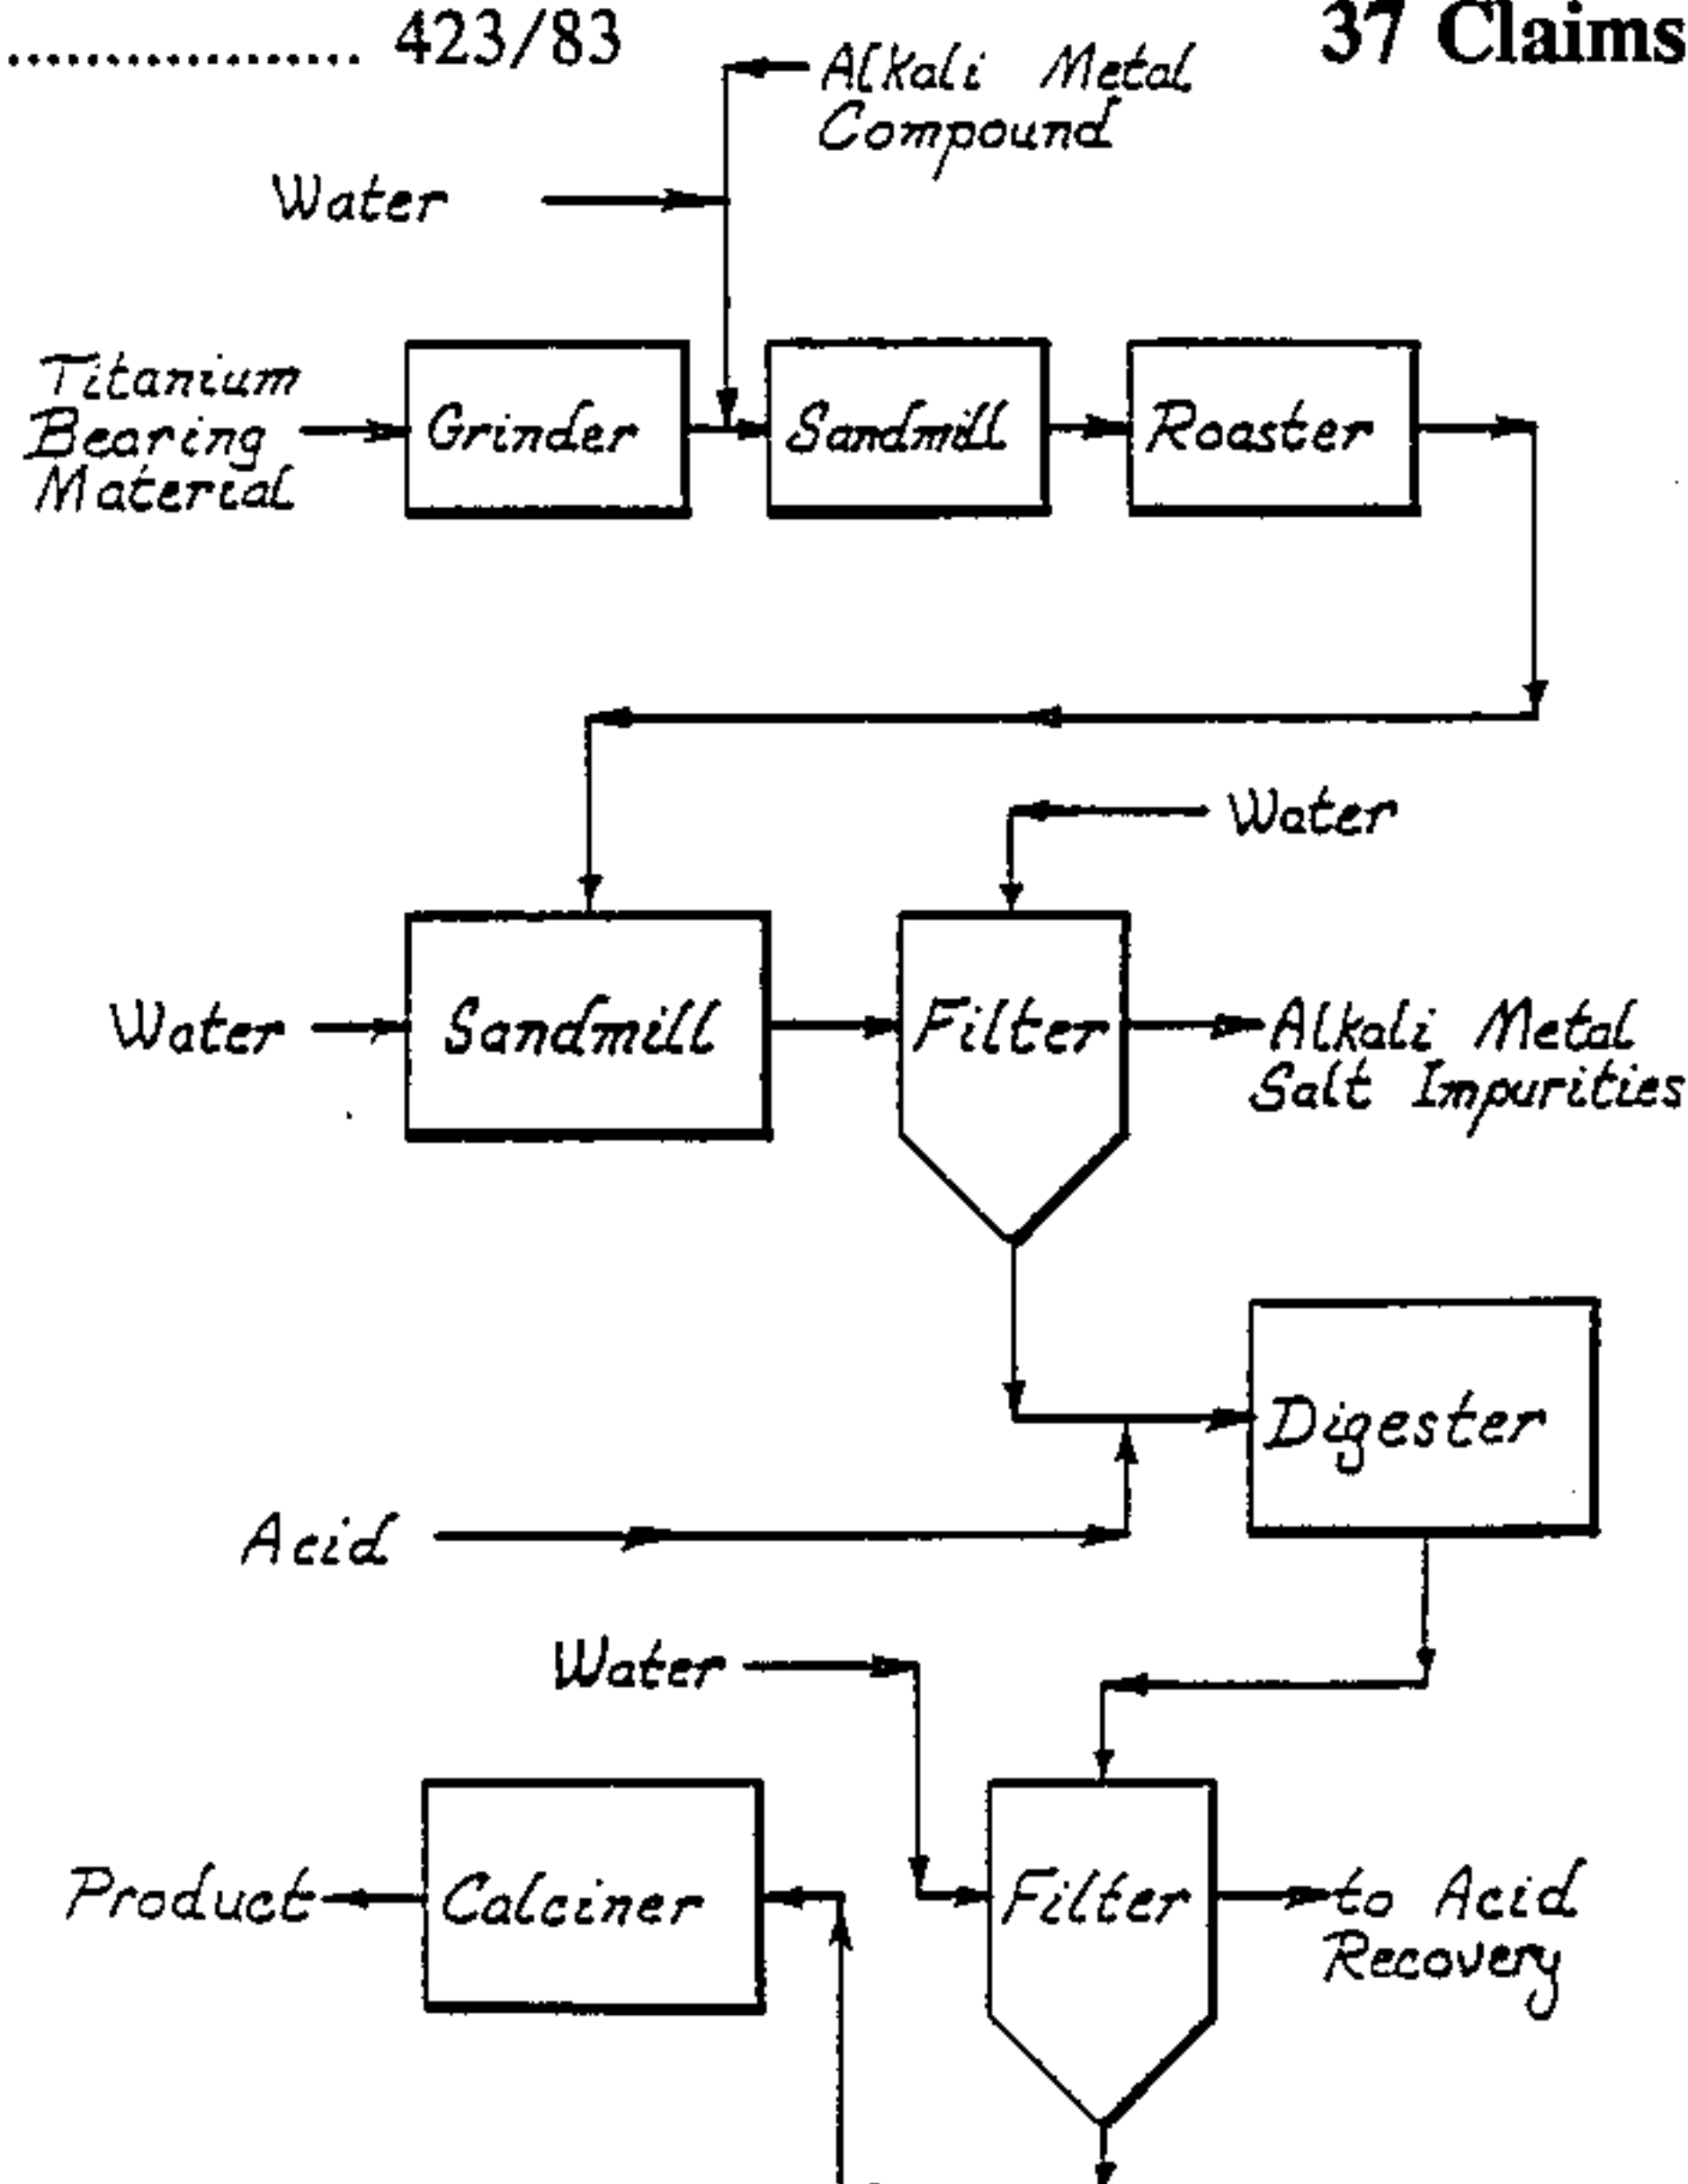 ................. 423/83
37 Claims
Alkali Metal
Compound
Water
Titanium
Bearing
Material
Grinder
Sandmill
Roaster
Water
Water
Sandmill
Filter
Alkali Metal
Salt Impurities
Digester
Acid
Water
Product
Calciner
Filter
to Acid
Recovery